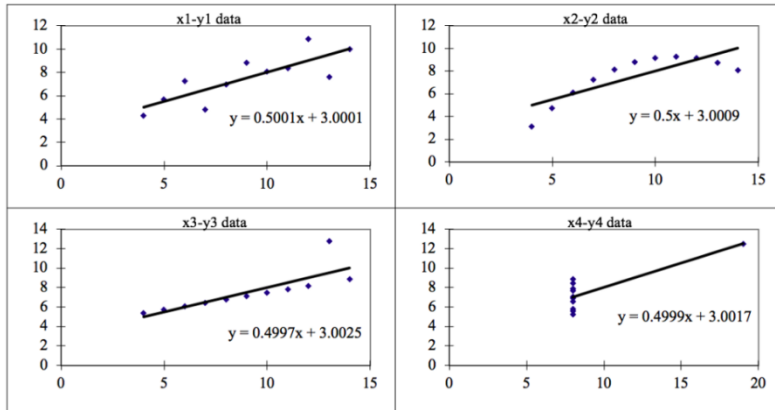 x1-y1 data
12
10
8
6
4
2
0
y = 0.5001x + 3.0001
0 5 10 15
x2-y2 data
12
10
8
6
4
2
0
y = 0.5x + 3.0009
0 5 10 15
x3-y3 data
14
12
10
8
6
4
2
0
y = 0.4997x + 3.0025
0 5 10 15
x4-y4 data
14
12
10
8
6
4
2
0
y = 0.4999x + 3.0017
0 5 10 15 20